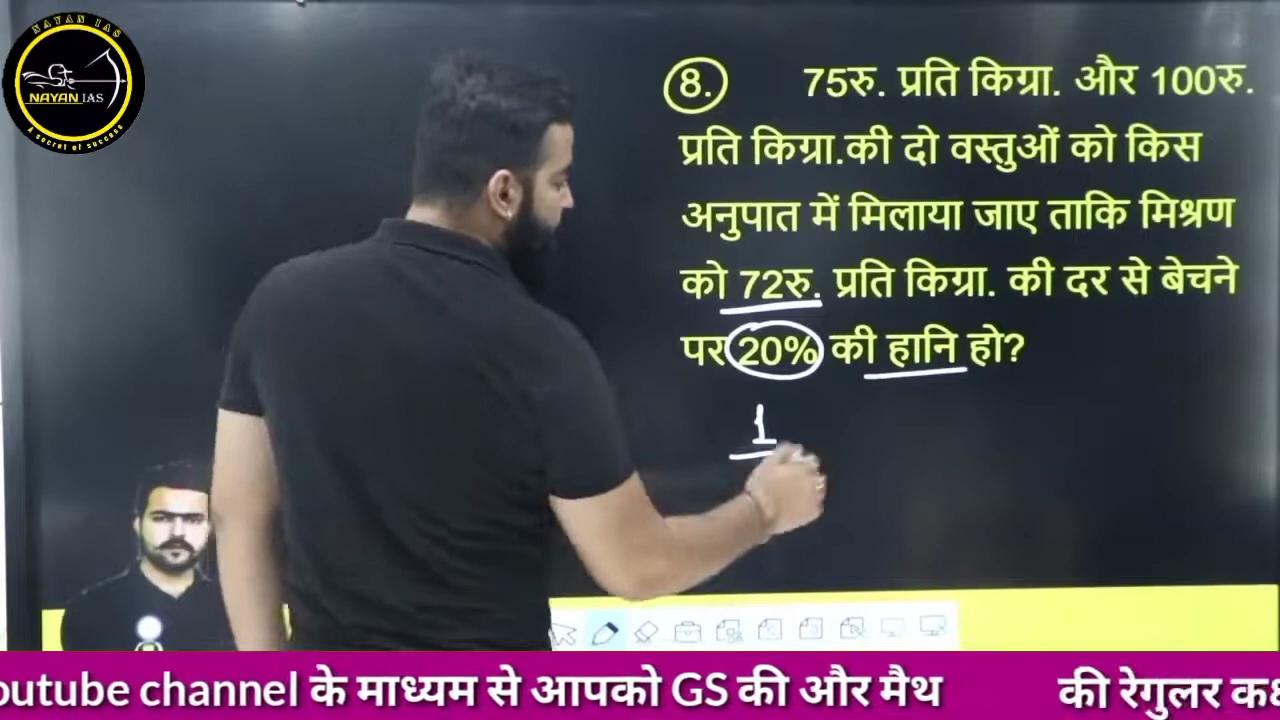 NAYAN IAS
NAYAN IAS
A secret of success
8. 75रु. प्रति किग्रा. और 100रु.
प्रति किग्रा.की दो वस्तुओं को किस
अनुपात में मिलाया जाए ताकि मिश्रण
को 72रु. प्रति किग्रा. की दर से बेचने
पर 20% की हानि हो?
1
outube channel के माध्यम से आपको GS की और मैथ की रेगुलर कक्ष